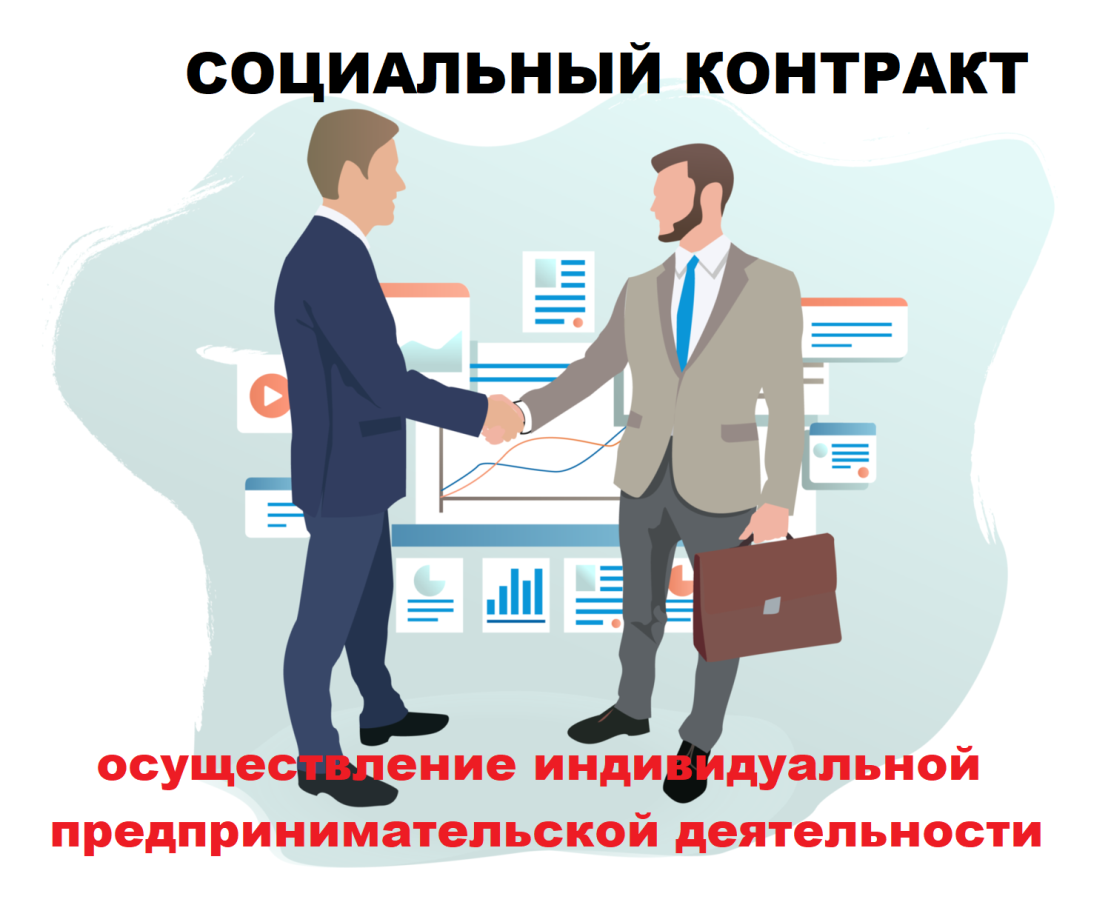 СОЦИАЛЬНЫЙ КОНТРАКТ
осуществление индивидуальной
предпринимательской деятельности